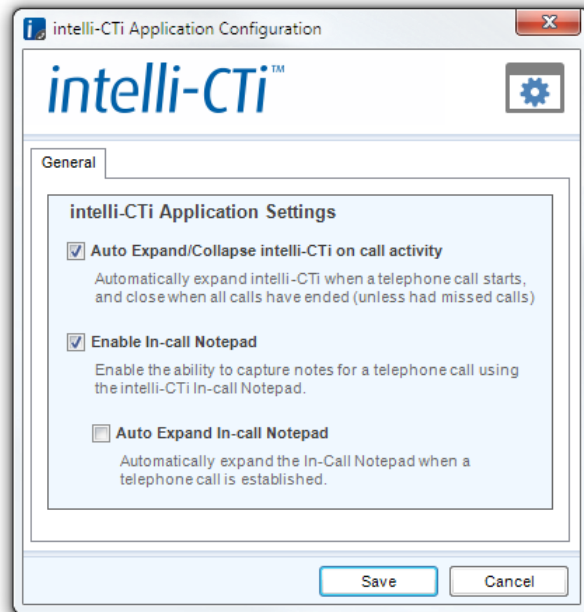 intelli-CTi Application Configuration
intelli-CTi™
General
intelli-CTi Application Settings
Auto Expand/Collapse intelli-CTi on call activity
Automatically expand intelli-CTi when a telephone call starts,
and close when all calls have ended (unless had missed calls)
Enable In-call Notepad
Enable the ability to capture notes for a telephone call using
the intelli-CTi In-call Notepad.
Auto Expand In-call Notepad
Automatically expand the In-Call Notepad when a
telephone call is established.
Save Cancel